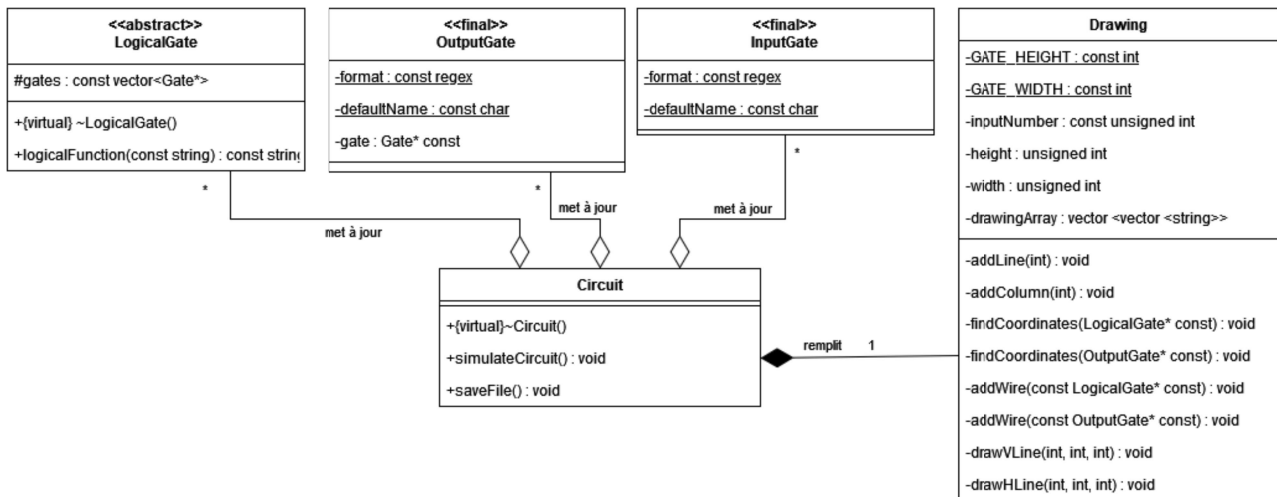 <<abstract>>
LogicalGate
#gates : const vector<Gate*>
+{virtual} ~LogicalGate()
+logicalFunction(const string) : const string
*
met à jour
<<final>>
OutputGate
-format : const regex
-defaultName : const char
-gate : Gate* const
*
met à jour
<<final>>
InputGate
-format : const regex
-defaultName : const char
*
met à jour
Circuit
+{virtual}~Circuit()
+simulateCircuit() : void
+saveFile() : void
remplit 1
Drawing
-GATE_HEIGHT : const int
-GATE_WIDTH : const int
-inputNumber : const unsigned int
-height : unsigned int
-width : unsigned int
-drawingArray : vector <vector <string>>
-addLine(int) : void
-addColumn(int) : void
-findCoordinates(LogicalGate* const) : void
-findCoordinates(OutputGate* const) : void
-addWire(const LogicalGate* const) : void
-addWire(const OutputGate* const) : void
-drawVLine(int, int, int) : void
-drawHLine(int, int, int) : void